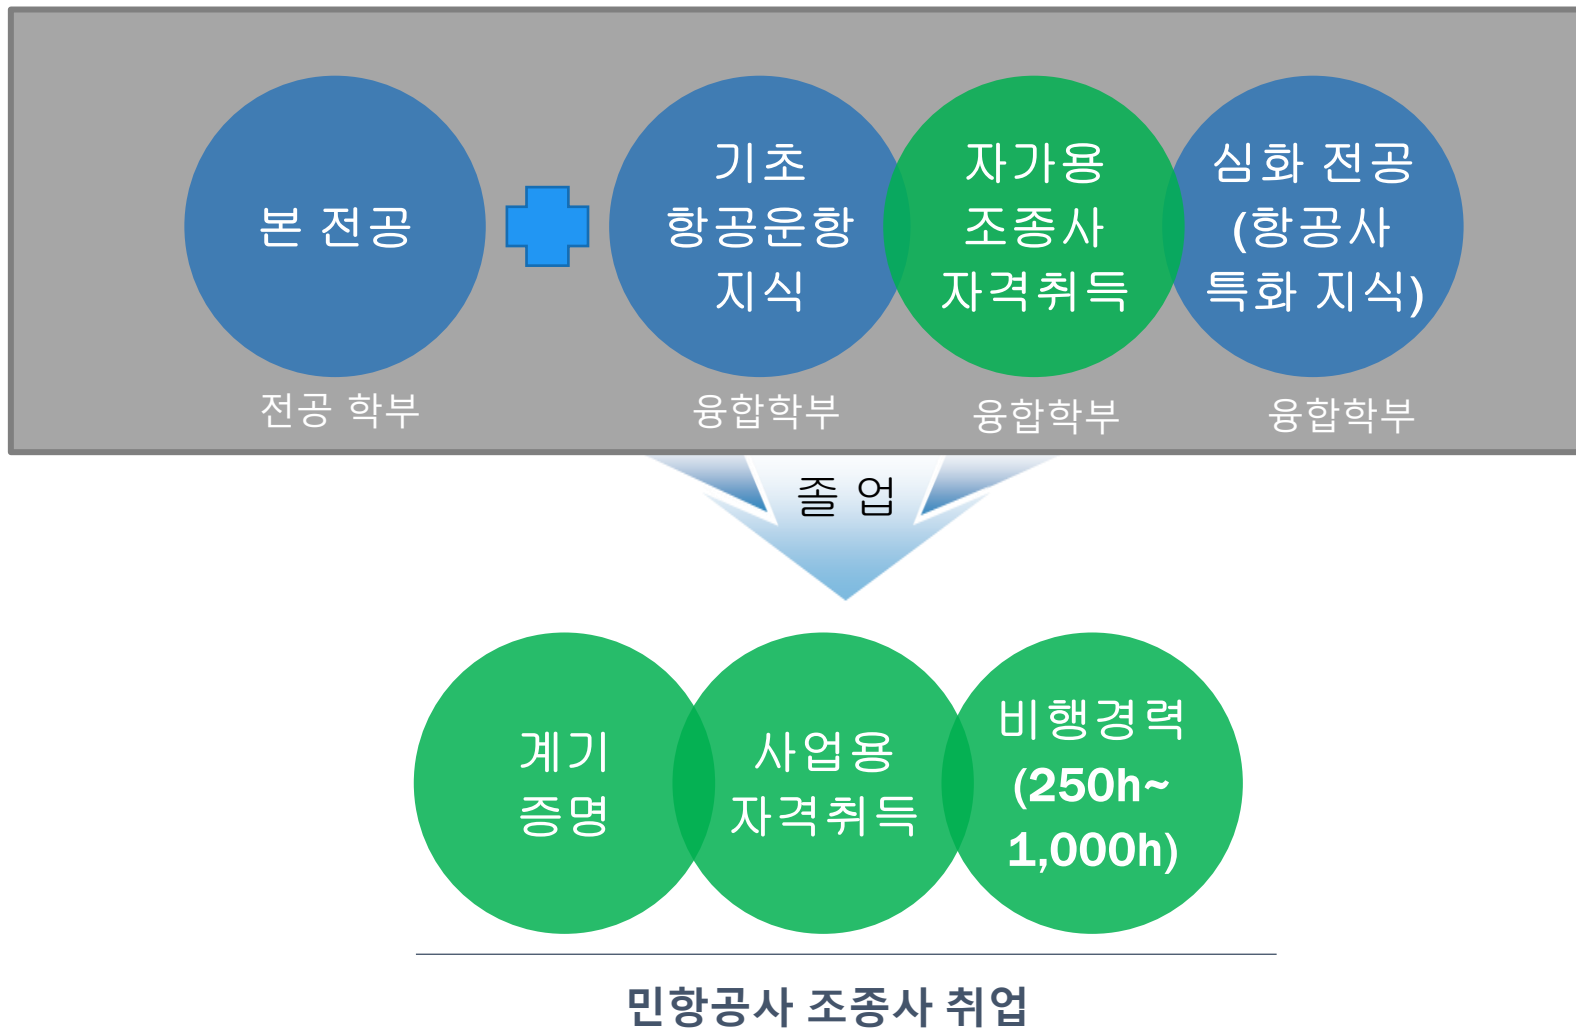 본 전공
기초
항공운항
지식
자가용
조종사
자격취득
심화 전공
(항공사
특화 지식)
전공 학부
융합학부
융합학부
융합학부
졸 업
계기
증명
사업용
자격취득
비행경력
(250h~
1,000h)
민항공사 조종사 취업